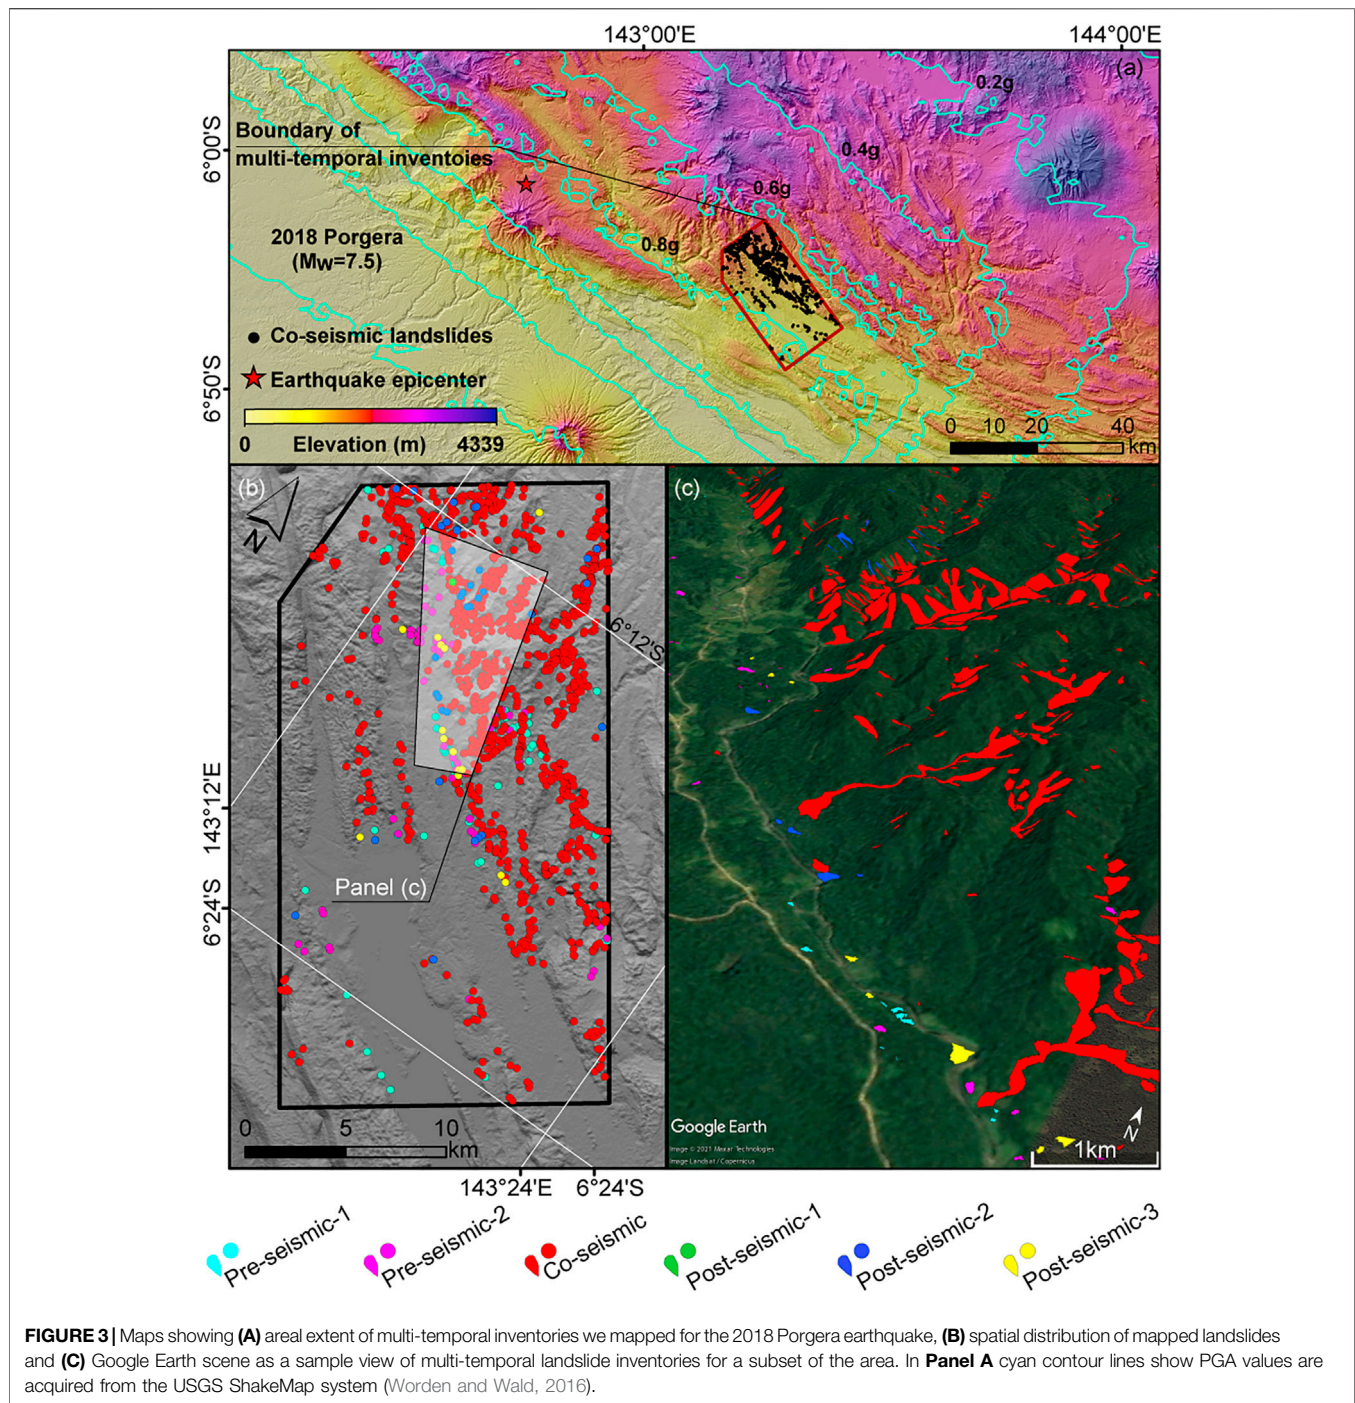 143°00'E
144°00'E
(a)
0.2g
Boundary of
multi-temporal inventoies
6°00'S
0.4g
0.6g
2018 Porgera
(Mw=7.5)
0.8g
Co-seismic landslides
Earthquake epicenter
6°50'S
0 Elevation (m) 4339
0 10 20 40
km
(b)
N
6°12'S
143°12'E
Panel (c)
6°24'S
0 5 10
km
143°24'E 6°24'S
(c)
Google Earth
Image © 2021 Maxar Technologies
Image Landsat / Copernicus
N
1km
Pre-seismic-1
Pre-seismic-2
Co-seismic
Post-seismic-1
Post-seismic-2
Post-seismic-3
FIGURE 3 | Maps showing (A) areal extent of multi-temporal inventories we mapped for the 2018 Porgera earthquake, (B) spatial distribution of mapped landslides
and (C) Google Earth scene as a sample view of multi-temporal landslide inventories for a subset of the area. In Panel A cyan contour lines show PGA values are
acquired from the USGS ShakeMap system (Worden and Wald, 2016).